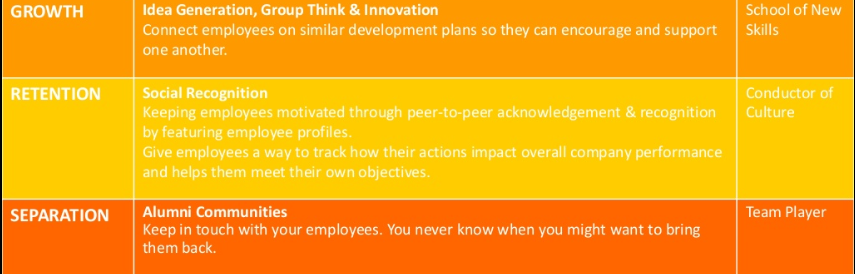 GROWTH
Idea Generation, Group Think & Innovation
Connect employees on similar development plans so they can encourage and support
one another.
School of New
Skills
RETENTION
Social Recognition
Keeping employees motivated through peer-to-peer acknowledgement & recognition
by featuring employee profiles.
Give employees a way to track how their actions impact overall company performance
and helps them meet their own objectives.
Conductor of
Culture
SEPARATION
Alumni Communities
Keep in touch with your employees. You never know when you might want to bring
them back.
Team Player